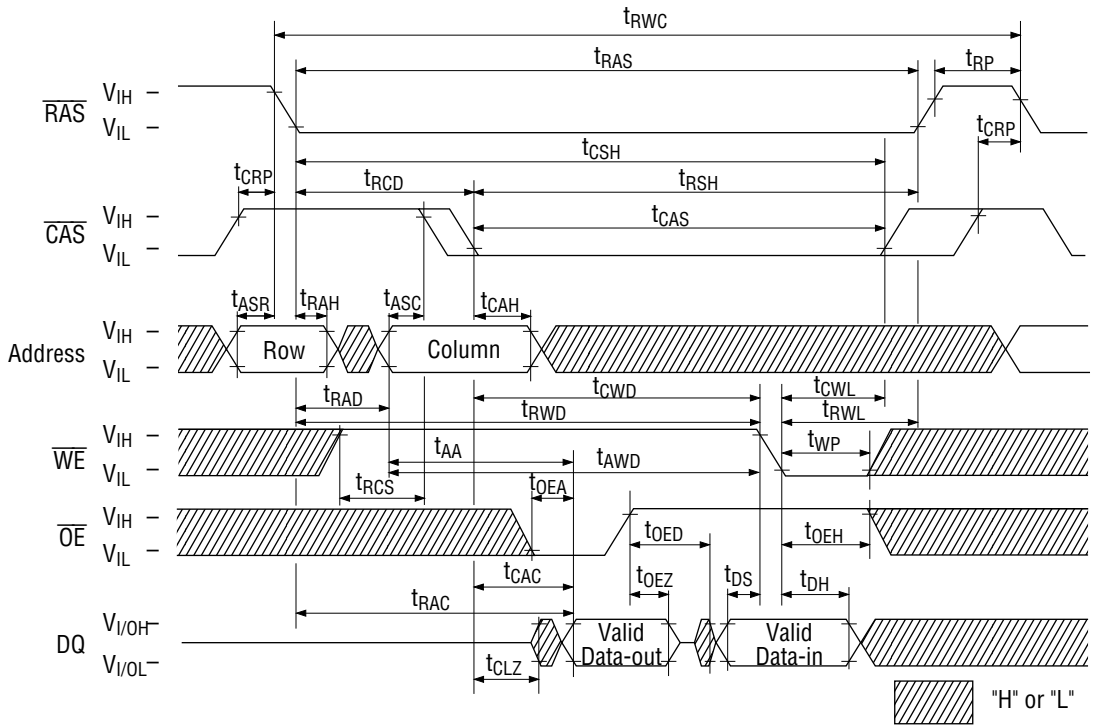 tRWC
tRAS
tRP
RAS
VIH
VIL
tCRP
tCSH
tCRP
tRCD
tRSH
CAS
VIH
VIL
tCAS
tASR
tRAH
tASC
tCAH
Address
VIH
VIL
Row
Column
tRAD
tCWD
tCWL
tRWD
tRWL
WE
VIH
VIL
tAA
tAWD
tWP
tRCS
tOEA
OE
VIH
VIL
tOED
tOEH
tCAC
tOEZ
tDS
tDH
tRAC
DQ
VI/OH
VI/OL
Valid
Data-out
Valid
Data-in
tCLZ
"H" or "L"